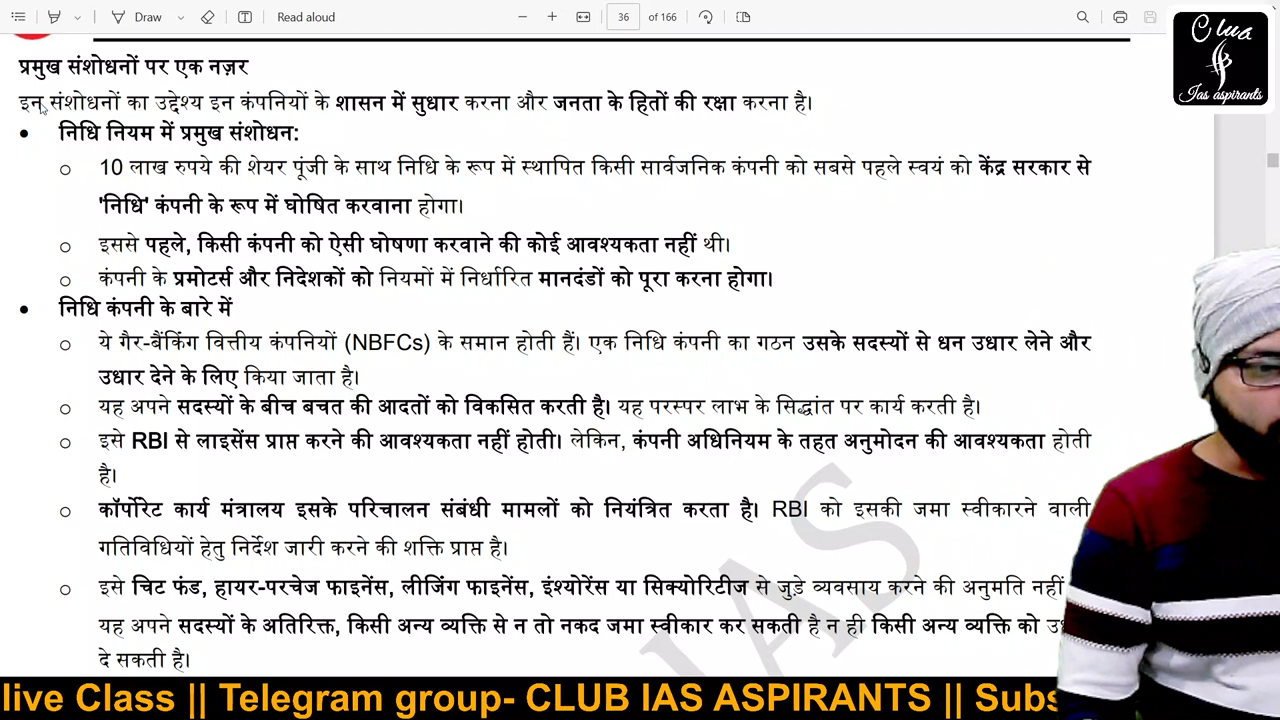 Draw
Read aloud
36 of 166
Clua
Ias aspirants
प्रमुख संशोधनों पर एक नज़र
इन संशोधनों का उद्देश्य इन कंपनियों के शासन में सुधार करना और जनता के हितों की रक्षा करना है।
• निधि नियम में प्रमुख संशोधन:
o 10 लाख रुपये की शेयर पूंजी के साथ निधि के रूप में स्थापित किसी सार्वजनिक कंपनी को सबसे पहले स्वयं को केंद्र सरकार से
'निधि' कंपनी के रूप में घोषित करवाना होगा।
o इससे पहले, किसी कंपनी को ऐसी घोषणा करवाने की कोई आवश्यकता नहीं थी।
o कंपनी के प्रमोटर्स और निदेशकों को नियमों में निर्धारित मानदंडों को पूरा करना होगा।
• निधि कंपनी के बारे में
o ये गैर-बैंकिंग वित्तीय कंपनियों (NBFCs) के समान होती हैं। एक निधि कंपनी का गठन उसके सदस्यों से धन उधार लेने और
उधार देने के लिए किया जाता है।
o यह अपने सदस्यों के बीच बचत की आदतों को विकसित करती है। यह परस्पर लाभ के सिद्धांत पर कार्य करती है।
o इसे RBI से लाइसेंस प्राप्त करने की आवश्यकता नहीं होती। लेकिन, कंपनी अधिनियम के तहत अनुमोदन की आवश्यकता होती
है।
o कॉर्पोरेट कार्य मंत्रालय इसके परिचालन संबंधी मामलों को नियंत्रित करता है। RBI को इसकी जमा स्वीकारने वाली
गतिविधियों हेतु निर्देश जारी करने की शक्ति प्राप्त है।
o इसे चिट फंड, हायर-परचेज फाइनेंस, लीजिंग फाइनेंस, इंश्योरेंस या सिक्योरिटीज से जुड़े व्यवसाय करने की अनुमति नहीं
यह अपने सदस्यों के अतिरिक्त, किसी अन्य व्यक्ति से न तो नकद जमा स्वीकार कर सकती है न ही किसी अन्य व्यक्ति को
दे सकती है।
IAS
live Class || Telegram group- CLUB IAS ASPIRANTS || Subs